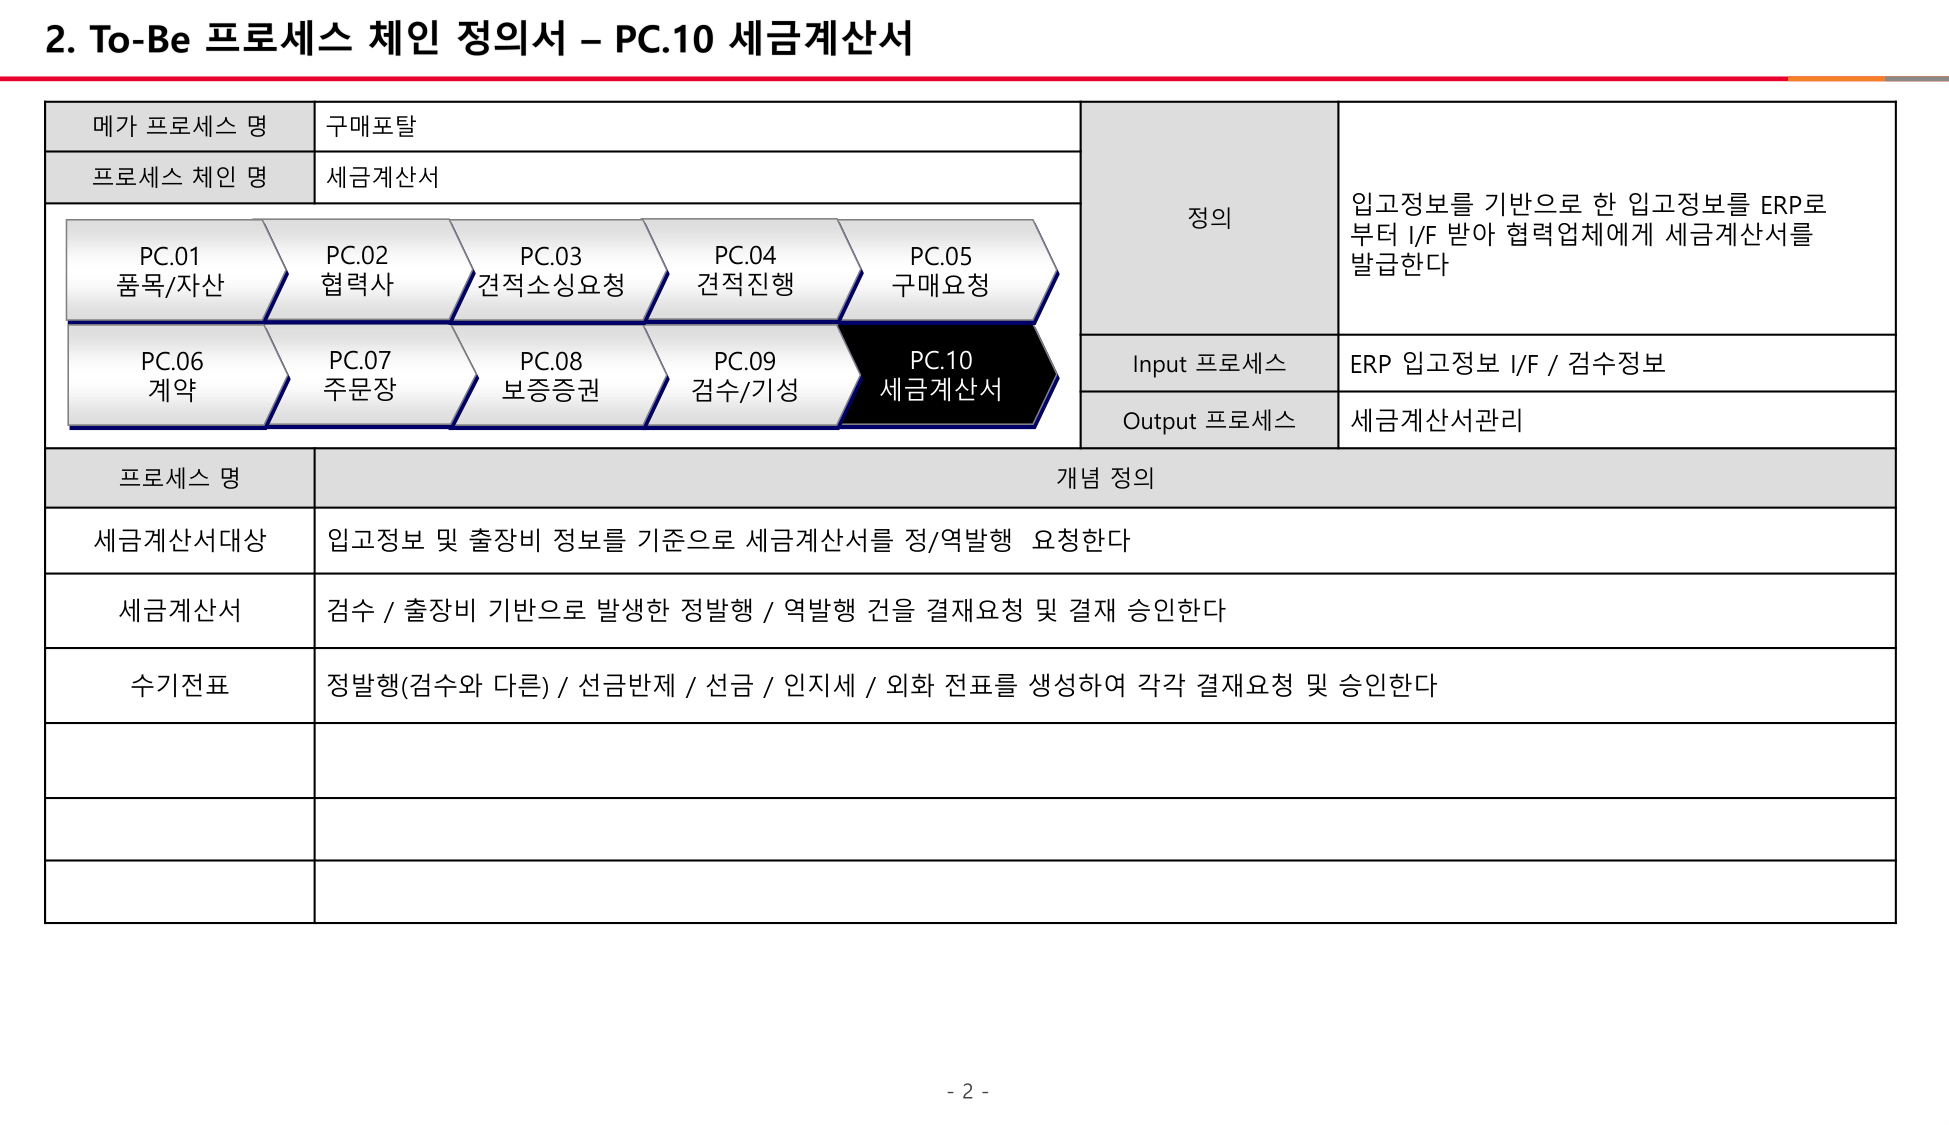 2. To-Be 프로세스 체인 정의서 – PC.10 세금계산서
메가 프로세스 명
구매포탈
프로세스 체인 명
세금계산서
정의
입고정보를 기반으로 한 입고정보를 ERP로
부터 I/F 받아 협력업체에게 세금계산서를
발급한다
PC.01
품목/자산
PC.02
협력사
PC.03
견적소싱요청
PC.04
견적진행
PC.05
구매요청
PC.06
계약
PC.07
주문장
PC.08
보증증권
PC.09
검수/기성
PC.10
세금계산서
Input 프로세스
ERP 입고정보 I/F / 검수정보
Output 프로세스
세금계산서관리
프로세스 명
개념 정의
세금계산서대상
입고정보 및 출장비 정보를 기준으로 세금계산서를 정/역발행  요청한다
세금계산서
검수 / 출장비 기반으로 발생한 정발행 / 역발행 건을 결재요청 및 결재 승인한다
수기전표
정발행(검수와 다른) / 선금반제 / 선금 / 인지세 / 외화 전표를 생성하여 각각 결재요청 및 승인한다
- 2 -